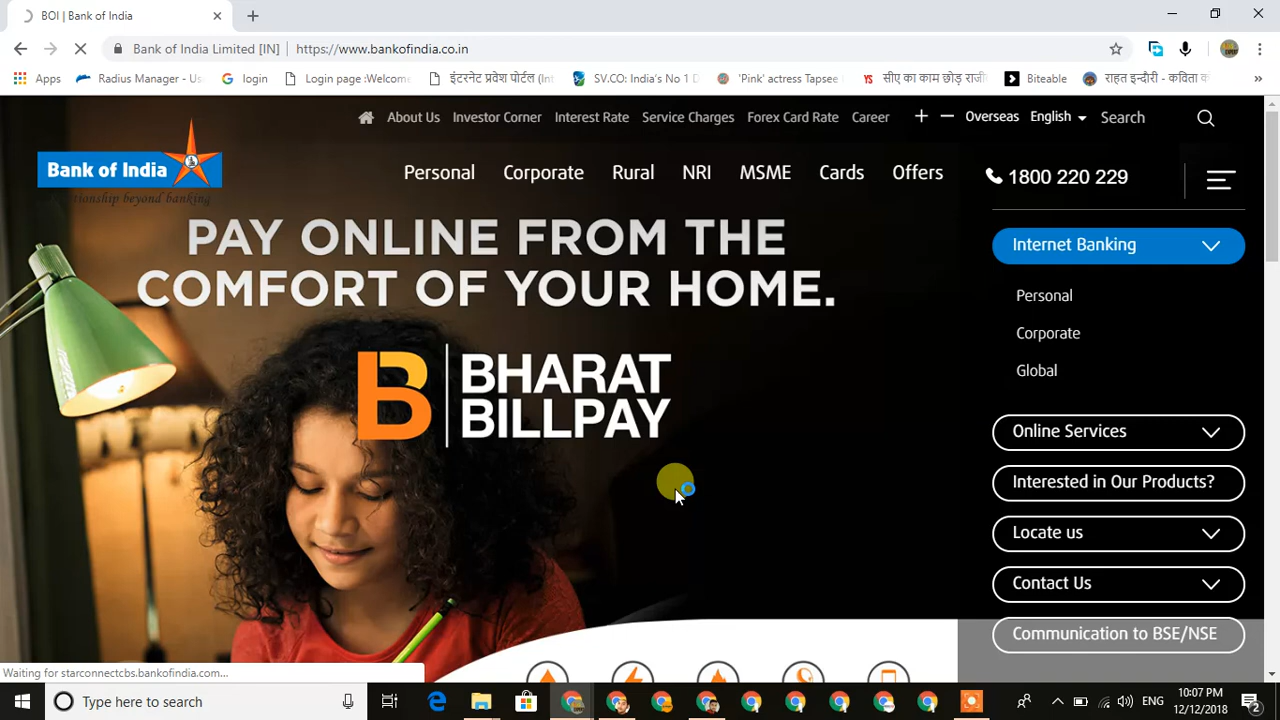 BOI | Bank of India
Bank of India Limited [IN] | https://www.bankofindia.co.in
Apps Radius Manager - Us login Login page :Welcome इंटरनेट प्रवेश पोर्टल (Int SV.CO: India's No 1 D 'Pink' actress Tapsee सीए का काम छोड़ राजी Biteable राहत इन्दौरी - कविता क
About Us Investor Corner Interest Rate Service Charges Forex Card Rate Career + − Overseas English Search
Bank of India
Personal Corporate Rural NRI MSME Cards Offers 1800 220 229
PAY ONLINE FROM THE
COMFORT OF YOUR HOME.
B BHARAT
BILLPAY
Internet Banking
Personal
Corporate
Global
Online Services
Interested in Our Products?
Locate us
Contact Us
Communication to BSE/NSE
Waiting for starconnectcbs.bankofindia.com...
Type here to search
ENG
10:07 PM
12/12/2018
2